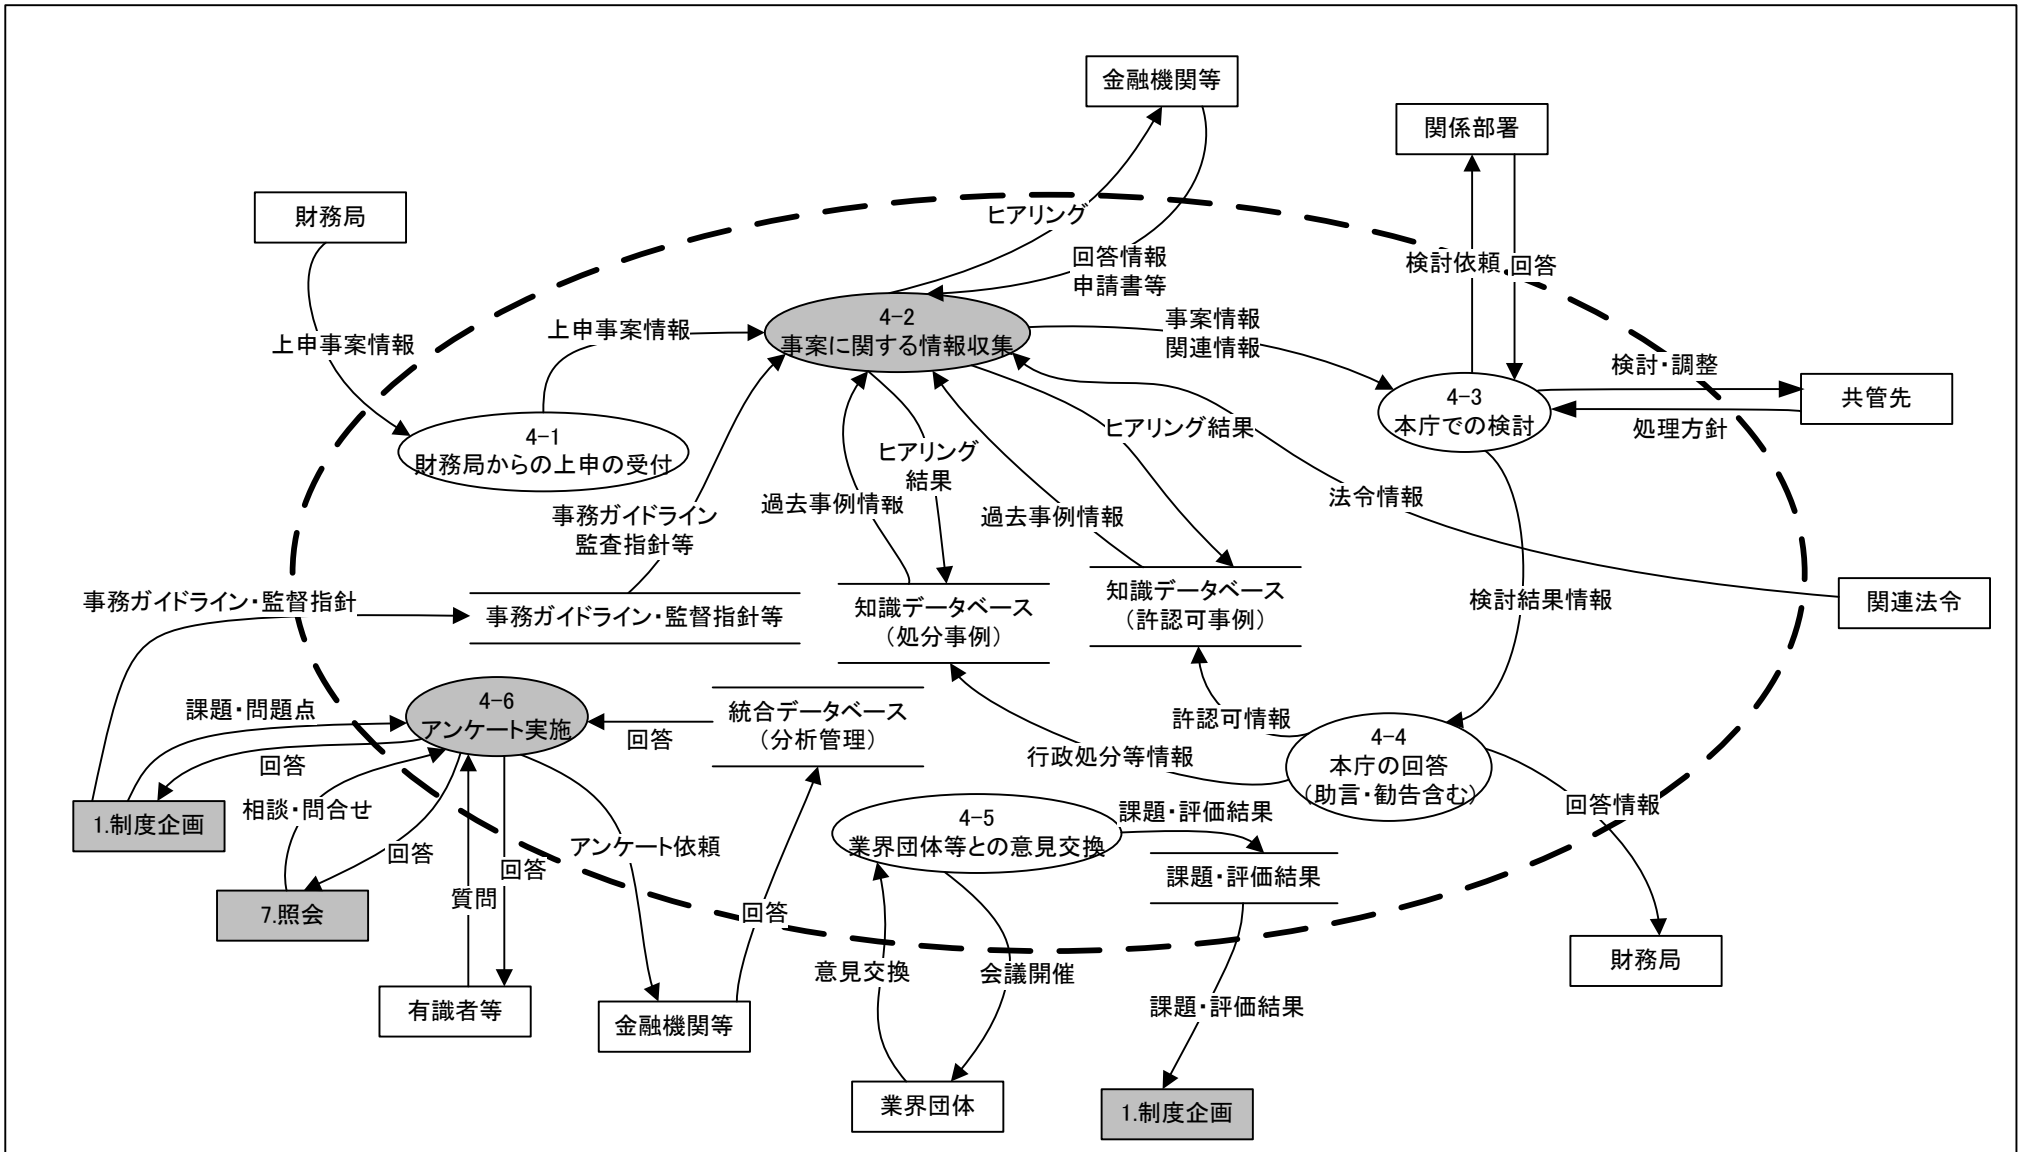 金融機関等
関係部署
財務局
ヒアリング
回答情報
申請書等
検討依頼
回答
上申事案情報
上申事案情報
4-2
事案に関する情報収集
事案情報
関連情報
検討・調整
共管先
4-3
本庁での検討
処理方針
4-1
財務局からの上申の受付
ヒアリング
結果
ヒアリング結果
過去事例情報
過去事例情報
法令情報
事務ガイドライン
監査指針等
事務ガイドライン・監督指針
事務ガイドライン・監督指針等
知識データベース
(処分事例)
知識データベース
(許認可事例)
検討結果情報
関連法令
4-6
アンケート実施
課題・問題点
回答
統合データベース
(分析管理)
回答
許認可情報
行政処分等情報
4-4
本庁の回答
(助言・勧告含む)
回答情報
1.制度企画
相談・問合せ
回答
回答
質問
アンケート依頼
4-5
業界団体等との意見交換
課題・評価結果
課題・評価結果
7.照会
回答
意見交換
会議開催
財務局
有識者等
金融機関等
課題・評価結果
業界団体
1.制度企画